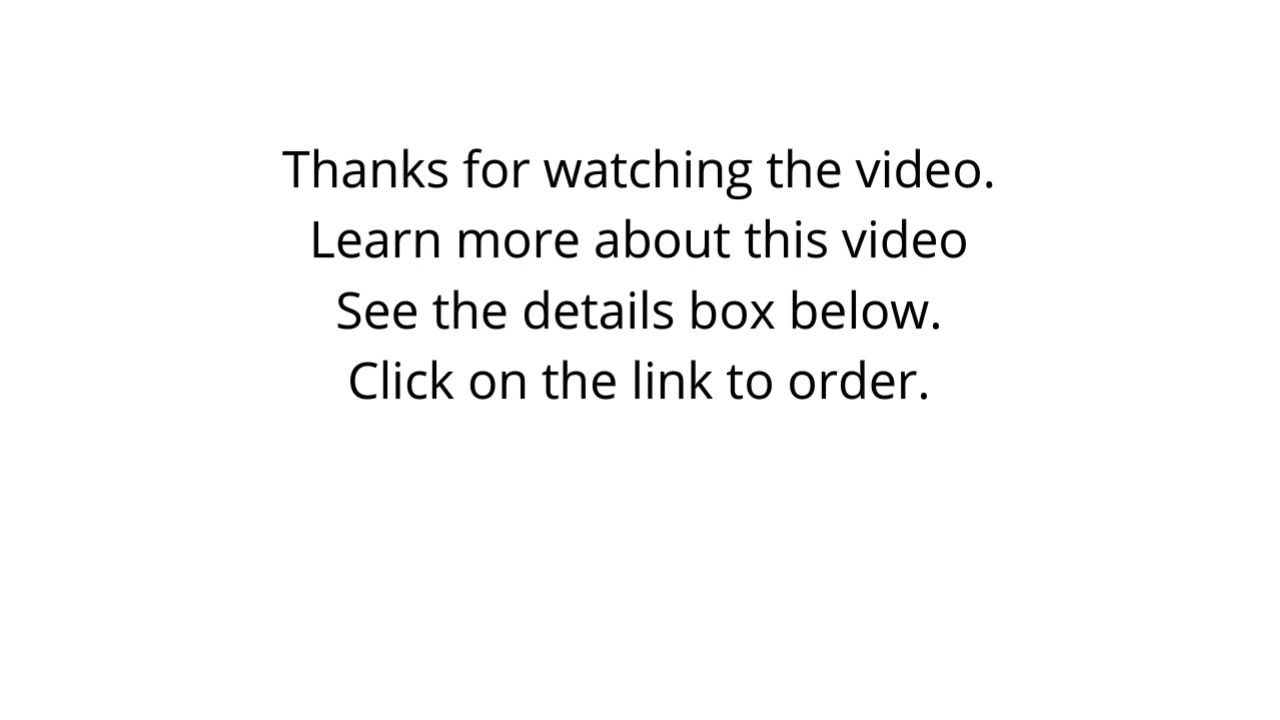 Thanks for watching the video.
Learn more about this video
See the details box below.
Click on the link to order.